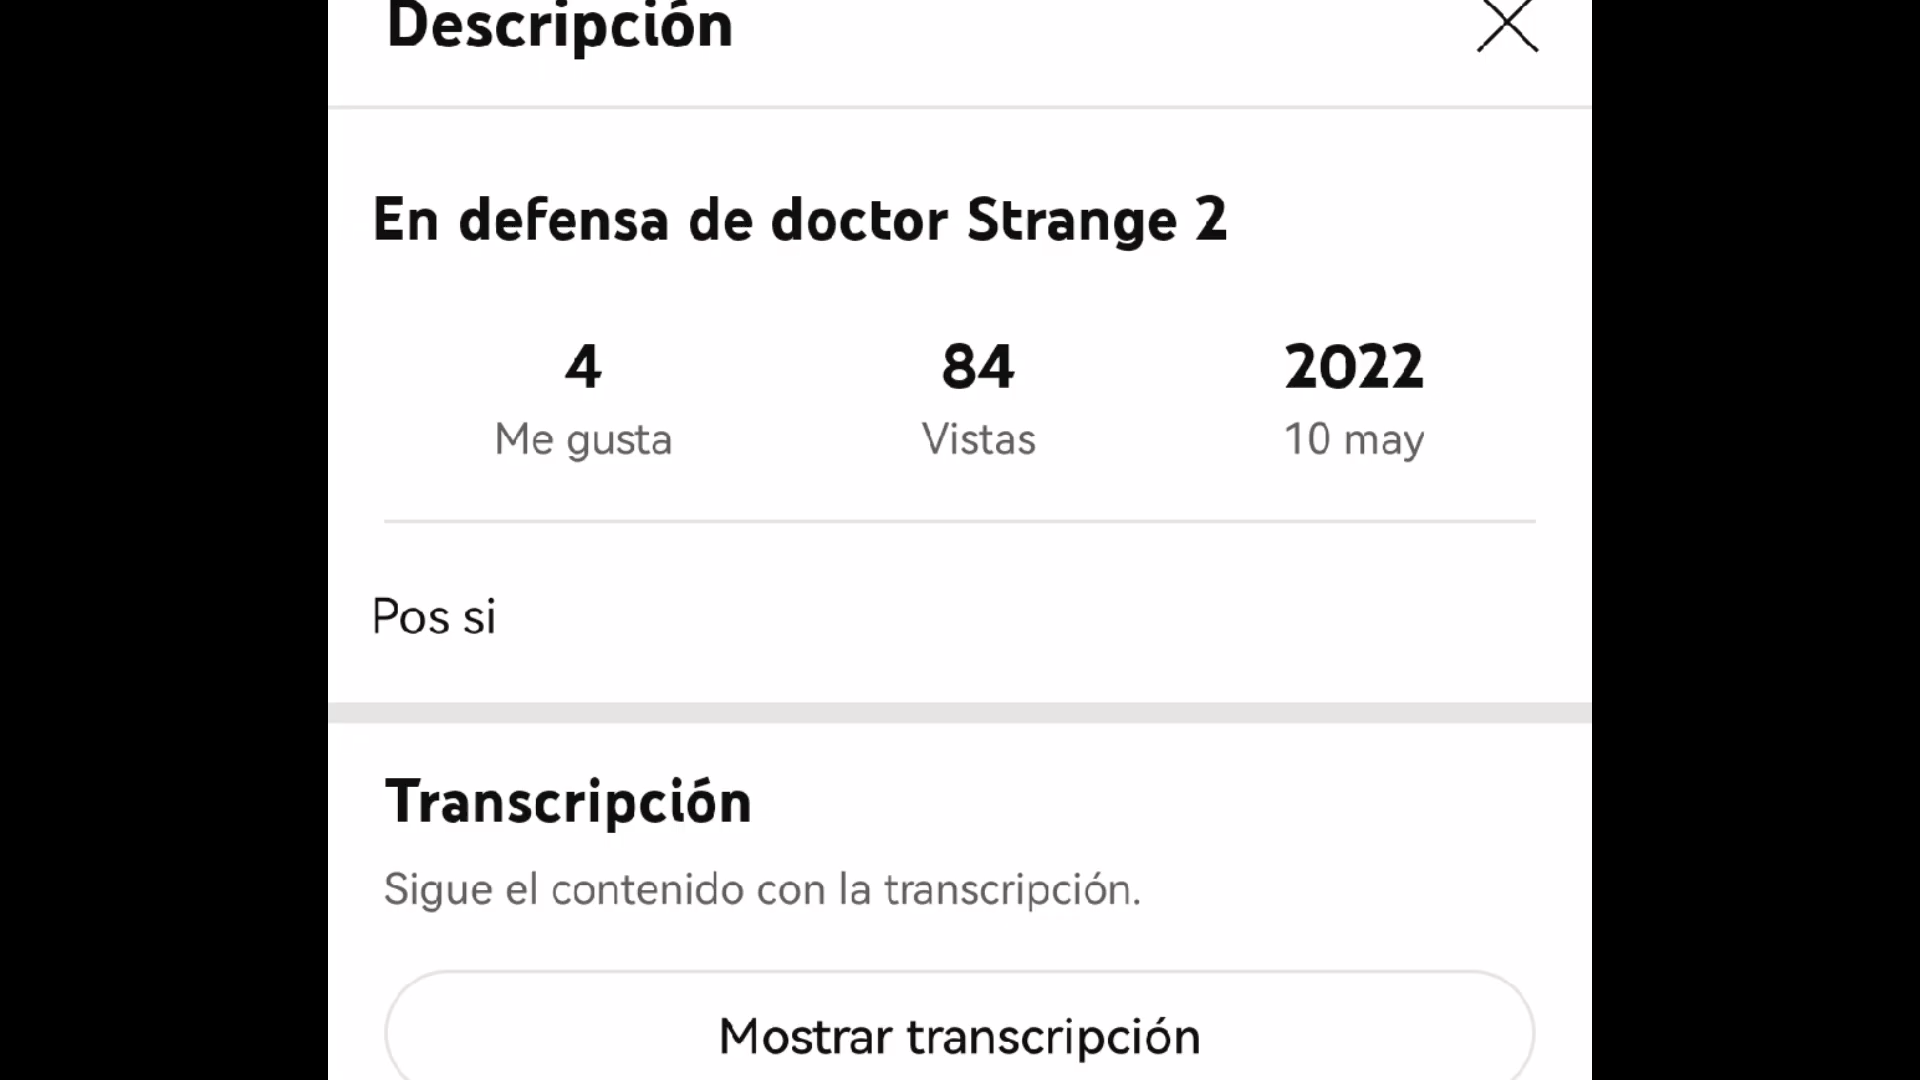 Descripción
En defensa de doctor Strange 2
4
Me gusta
84
Vistas
2022
10 may
Pos si
Transcripción
Sigue el contenido con la transcripción.
Mostrar transcripción